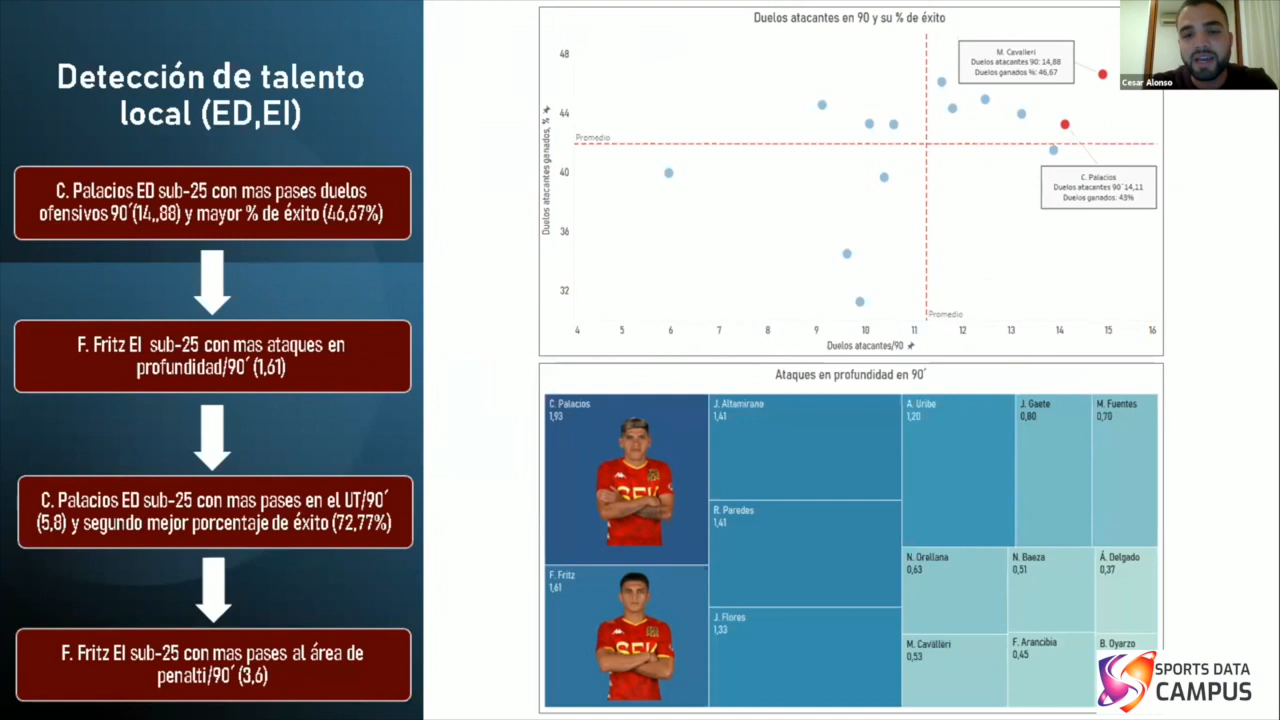 Detección de talento
local (ED,EI)
C. Palacios ED sub-25 con mas pases duelos
ofensivos 90´(14,,88) y mayor % de éxito (46,67%)
F. Fritz EI sub-25 con mas ataques en
profundidad/90´ (1,61)
C. Palacios ED sub-25 con mas pases en el UT/90´
(5,8) y segundo mejor porcentaje de éxito (72,77%)
F. Fritz EI sub-25 con mas pases al área de
penalti/90´ (3,6)
Duelos atacantes en 90 y su % de éxito
Duelos atacantes ganados, %
48
44
40
36
32
Promedio
Promedio
M. Cavalleri
Duelos atacantes 90: 14,88
Duelos ganados %: 46,67
C. Palacios
Duelos atacantes 90´14,11
Duelos ganados: 43%
4 5 6 7 8 9 10 11 12 13 14 15 16
Duelos atacantes/90
Cesar Alonso
Ataques en profundidad en 90´
C. Palacios
1,93
F. Fritz
1,61
J. Altamirano
1,41
R. Paredes
1,41
J. Flores
1,33
A. Uribe
1,20
J. Gaete
0,80
M. Fuentes
0,70
N. Orellana
0,63
N. Baeza
0,51
Á. Delgado
0,37
M. Cavalleri
0,53
F. Arancibia
0,45
B. Oyarzo
SPORTS DATA
CAMPUS